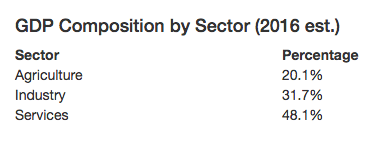 GDP Composition by Sector (2016 est.)
Sector Percentage
Agriculture 20.1%
Industry 31.7%
Services 48.1%